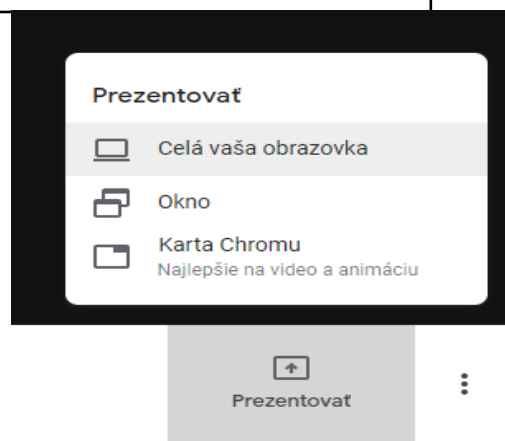 Prezentovať
Celá vaša obrazovka
Okno
Karta Chromu
Najlepšie na video a animáciu
Prezentovať